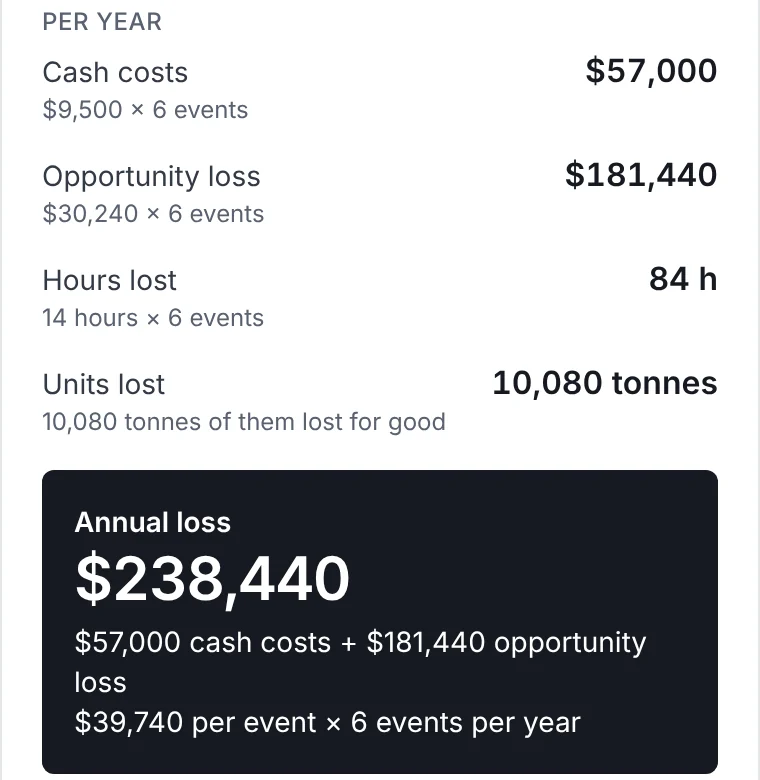 PER YEAR
Cash costs $57,000
$9,500 × 6 events
Opportunity loss $181,440
$30,240 × 6 events
Hours lost 84 h
14 hours × 6 events
Units lost 10,080 tonnes
10,080 tonnes of them lost for good
Annual loss
$238,440
$57,000 cash costs + $181,440 opportunity
loss
$39,740 per event × 6 events per year